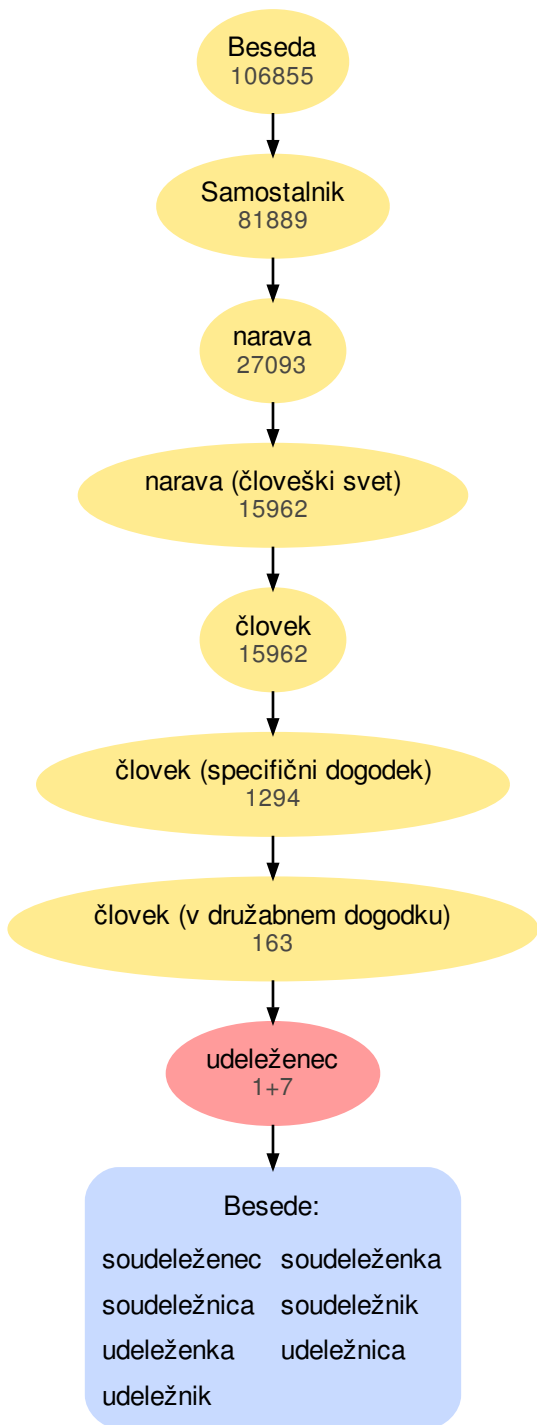 Beseda
106855
Samostalnik
81889
narava
27093
narava (človeški svet)
15962
človek
15962
človek (specifični dogodek)
1294
človek (v družabnem dogodku)
163
udeleženec
1+7
Besede:
soudeleženec soudeleženka
soudeležnica soudeležnik
udeleženka udeležnica
udeležnik